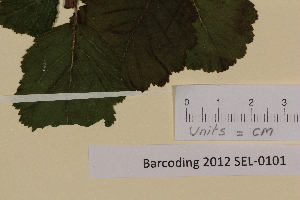 0 1 2 3
Units = cm
Barcoding 2012 SEL-0101